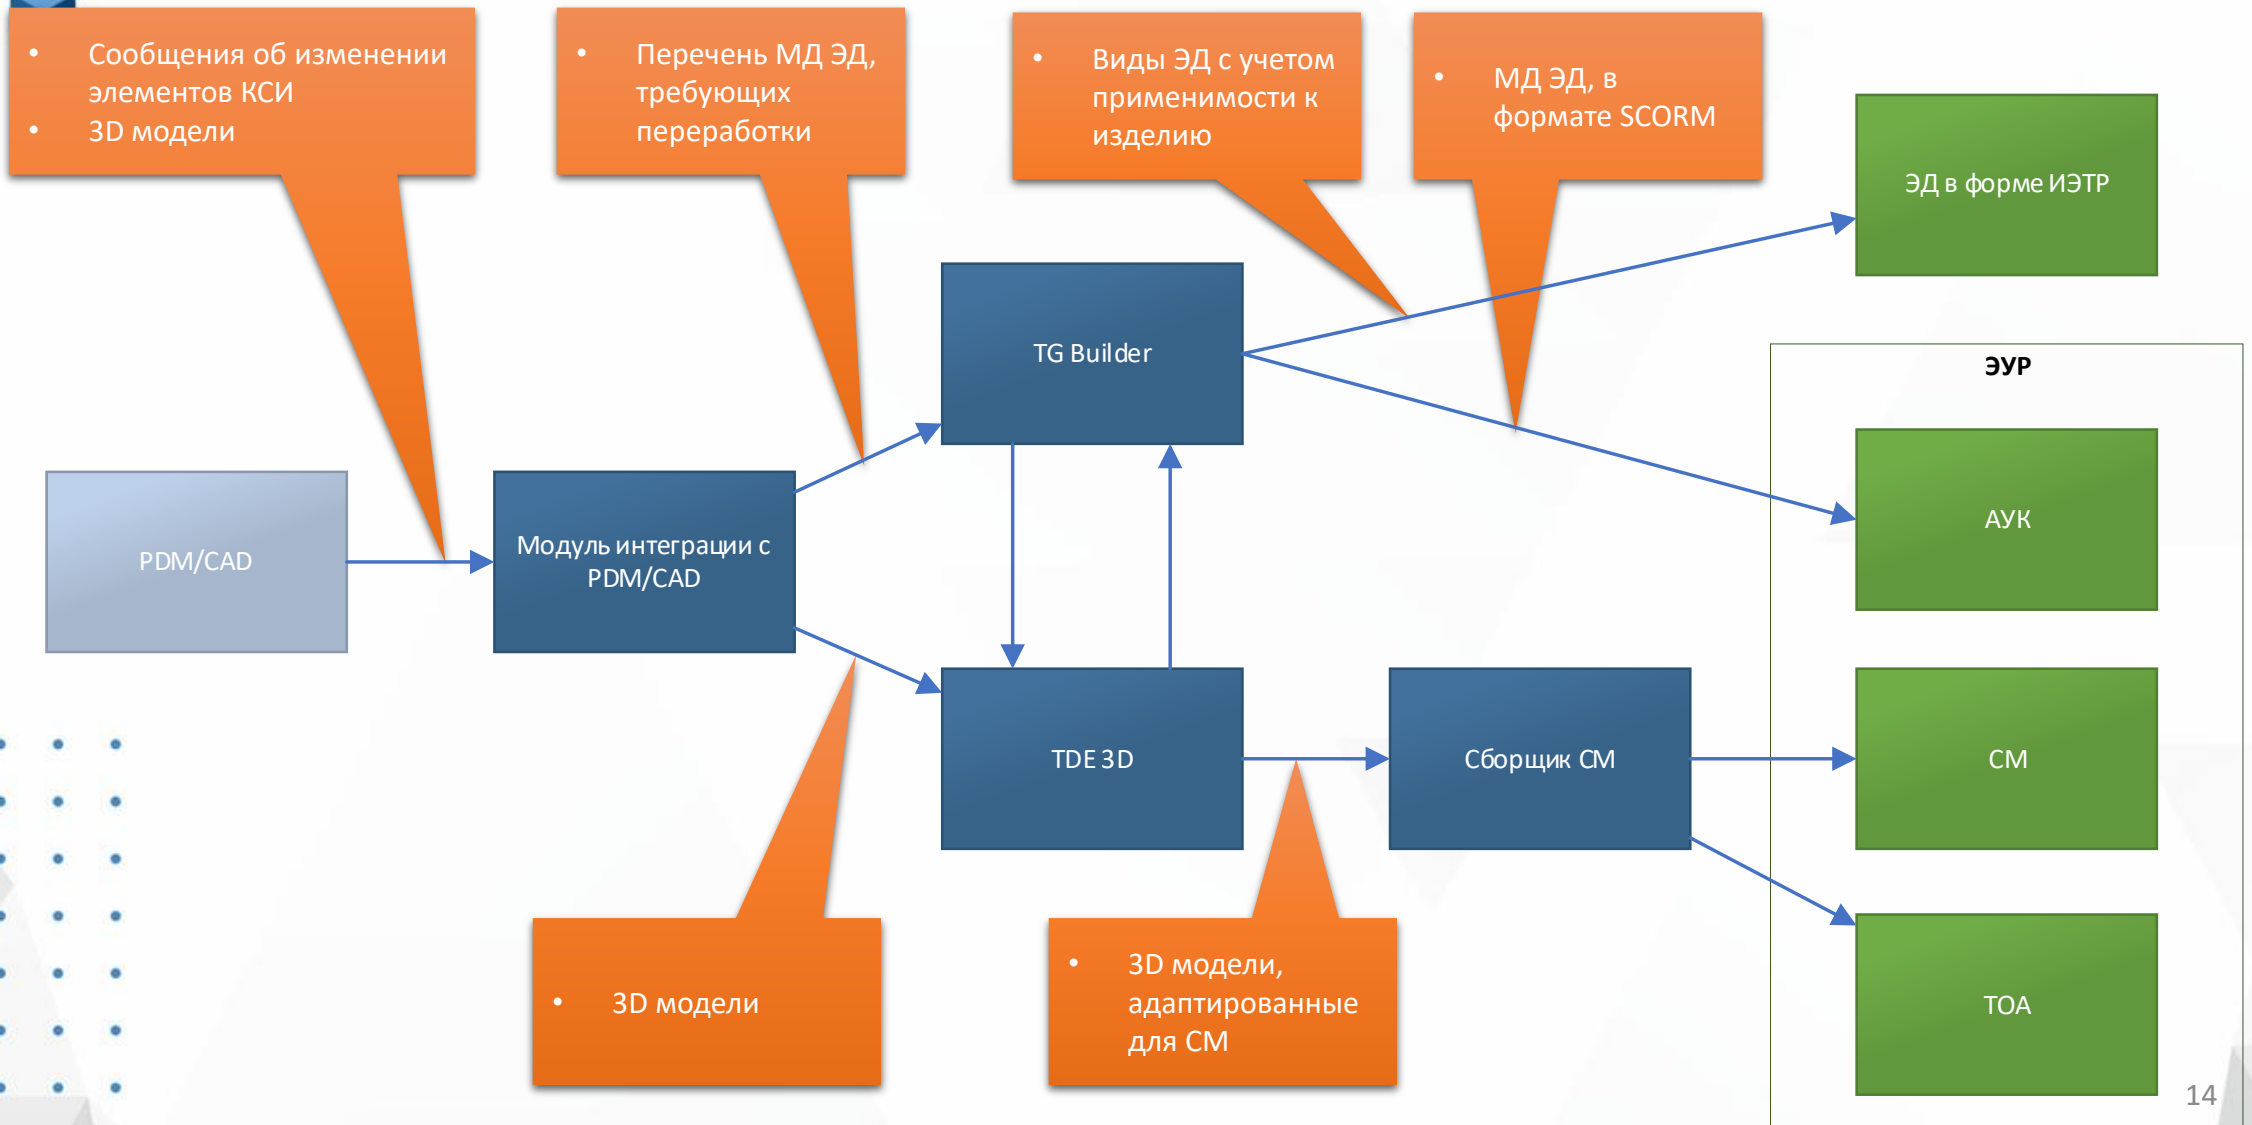 • Сообщения об изменении
элементов КСИ
• 3D модели
• Перечень МД ЭД,
требующих
переработки
• Виды ЭД с учетом
применимости к
изделию
• МД ЭД, в
формате SCORM
ЭД в форме ИЭТР
TG Builder
ЭУР
АУК
PDM/CAD
Модуль интеграции с
PDM/CAD
TDE 3D
Сборщик СМ
СМ
• 3D модели
• 3D модели,
адаптированные
для СМ
ТОА
14